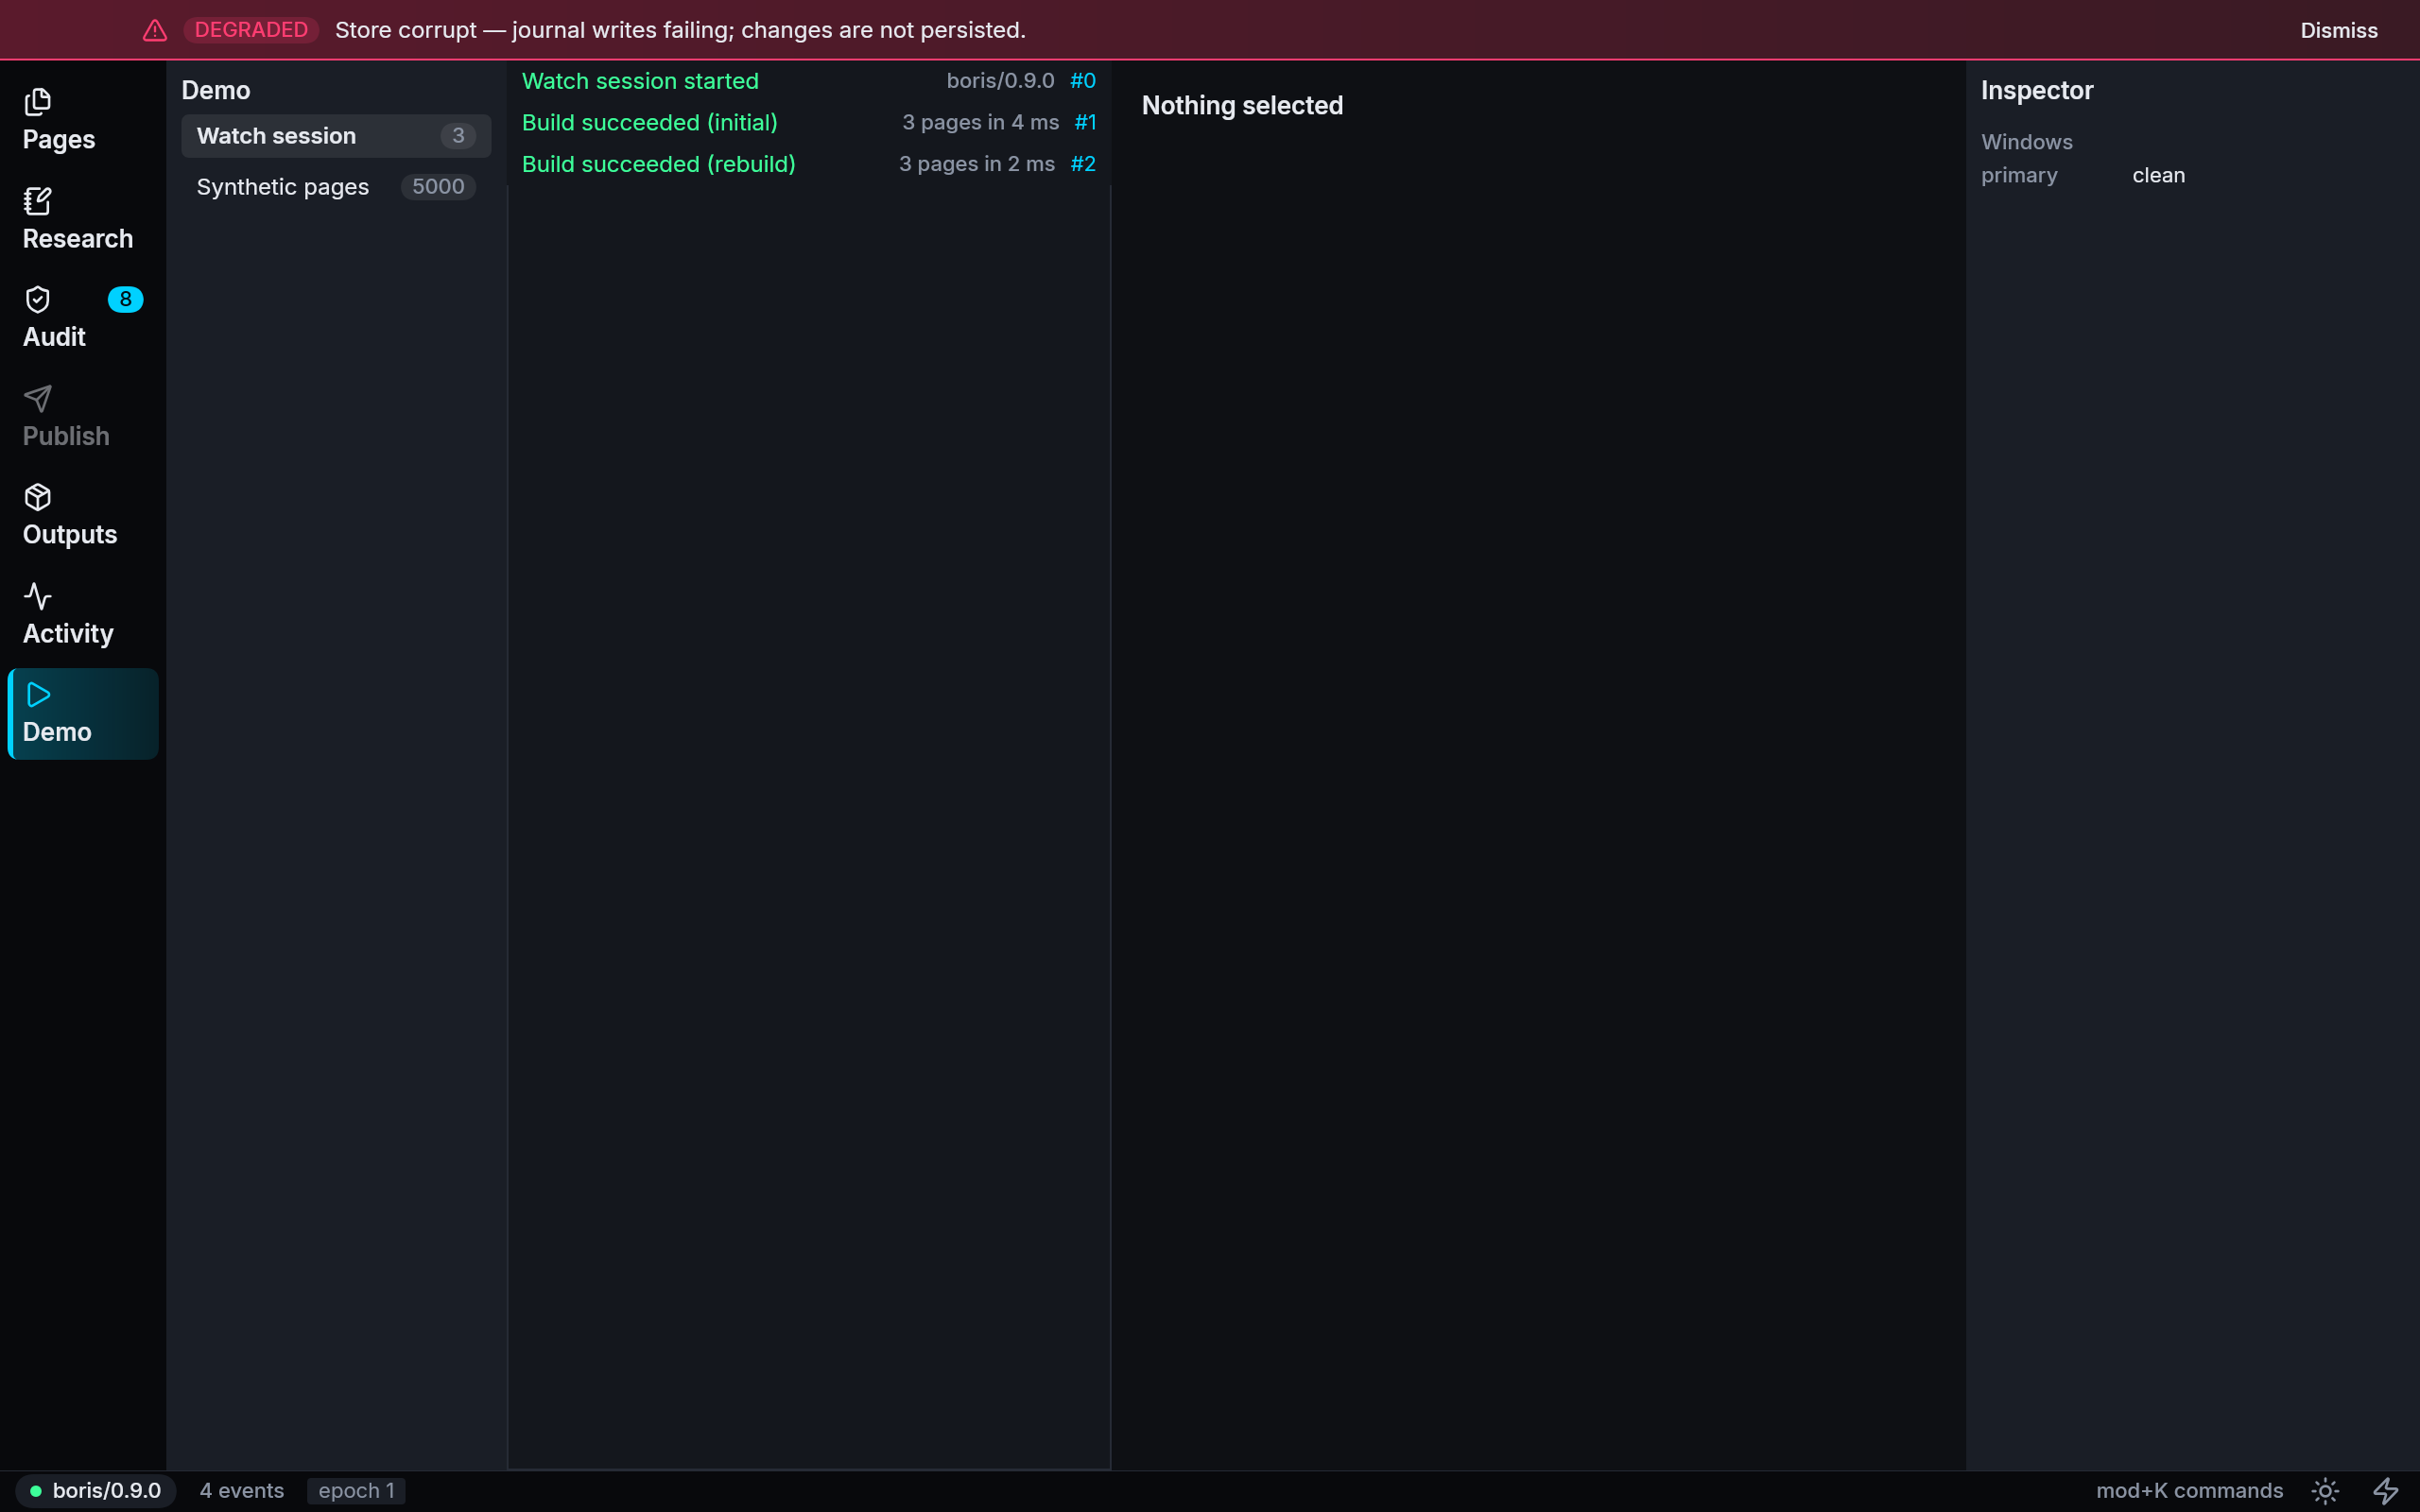 DEGRADED Store corrupt — journal writes failing; changes are not persisted. Dismiss
Pages
Research
Audit 8
Publish
Outputs
Activity
Demo
Demo
Watch session 3
Synthetic pages 5000
Watch session started boris/0.9.0 #0
Build succeeded (initial) 3 pages in 4 ms #1
Build succeeded (rebuild) 3 pages in 2 ms #2
Nothing selected
Inspector
Windows
primary clean
boris/0.9.0 4 events epoch 1 mod+K commands